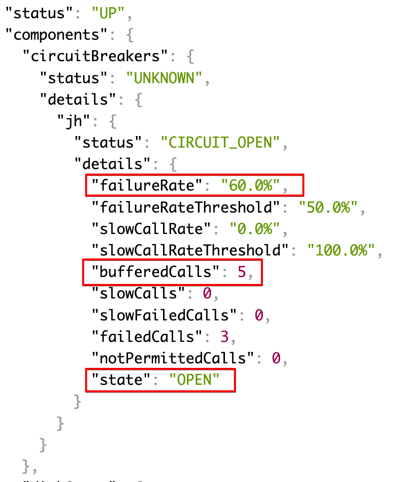 "status": "UP",
"components": {
"circuitBreakers": {
"status": "UNKNOWN",
"details": {
"jh": {
"status": "CIRCUIT_OPEN",
"details": {
"failureRate": "60.0%",
"failureRateThreshold": "50.0%",
"slowCallRate": "0.0%",
"slowCallRateThreshold": "100.0%",
"bufferedCalls": 5,
"slowCalls": 0,
"slowFailedCalls": 0,
"failedCalls": 3,
"notPermittedCalls": 0,
"state": "OPEN"
}
}
}
},